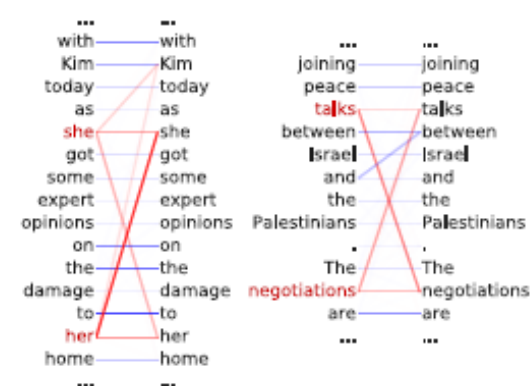 ... ...
with with
Kim Kim
today today
as as
she she
got got
some some
expert expert
opinions opinions
on on
the the
damage damage
to to
her her
home home
... ...
... ...
joining joining
peace peace
talks talks
between between
Israel Israel
and and
the the
Palestinians Palestinians
. .
The The
negotiations negotiations
are are
... ...